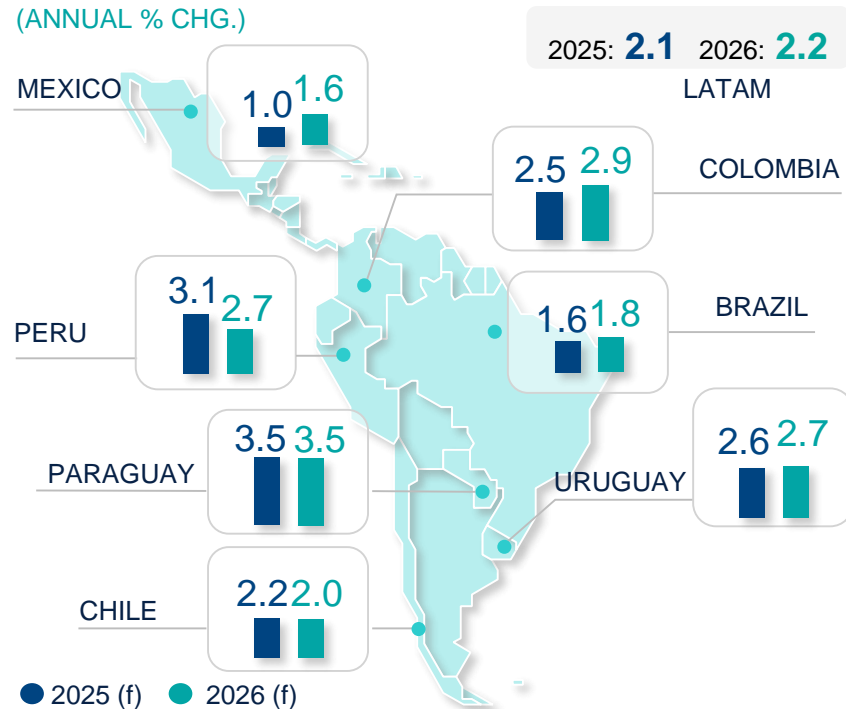 (ANNUAL % CHG.)
2025: 2.1 2026: 2.2
LATAM
MEXICO
1.0 1.6
COLOMBIA
2.5 2.9
PERU
3.1 2.7
BRAZIL
1.6 1.8
PARAGUAY
3.5 3.5
URUGUAY
2.6 2.7
CHILE
2.2 2.0
2025 (f) 2026 (f)